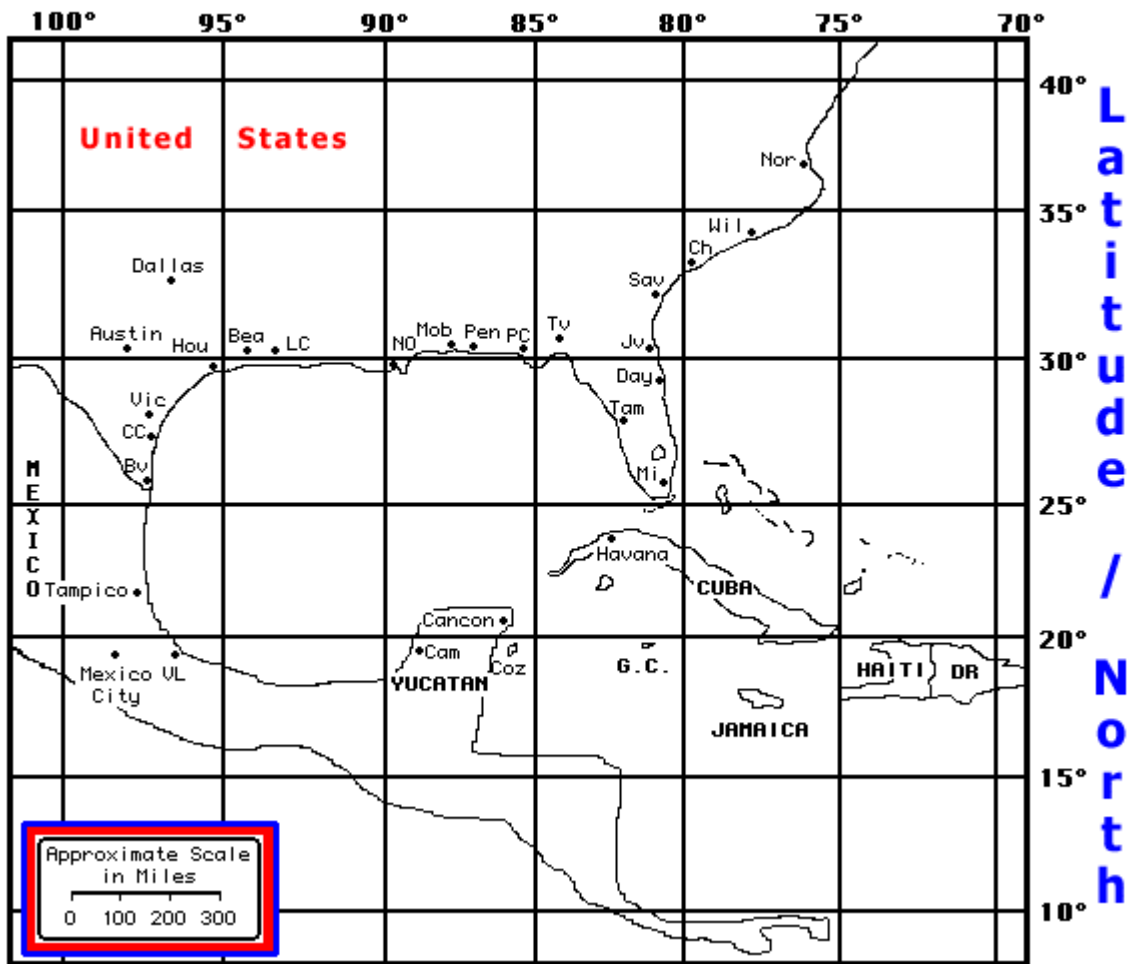 100° 95° 90° 85° 80° 75° 70°
40°
United States
Nor
35°
Wil
Ch
Dallas
Sav
Austin Hou Bea LC NO Mob Pen PC Tv Jv
30°
Day
Vic
Tam
CC
Bv
Mi
25°
MEXICO
Havana
Tampico
CUBA
Cancon
20°
Cam
Coz
G.C.
HAITI DR
Mexico VL
City
YUCATAN
JAMAICA
15°
Approximate Scale
in Miles
0 100 200 300
10°
Latitude / North